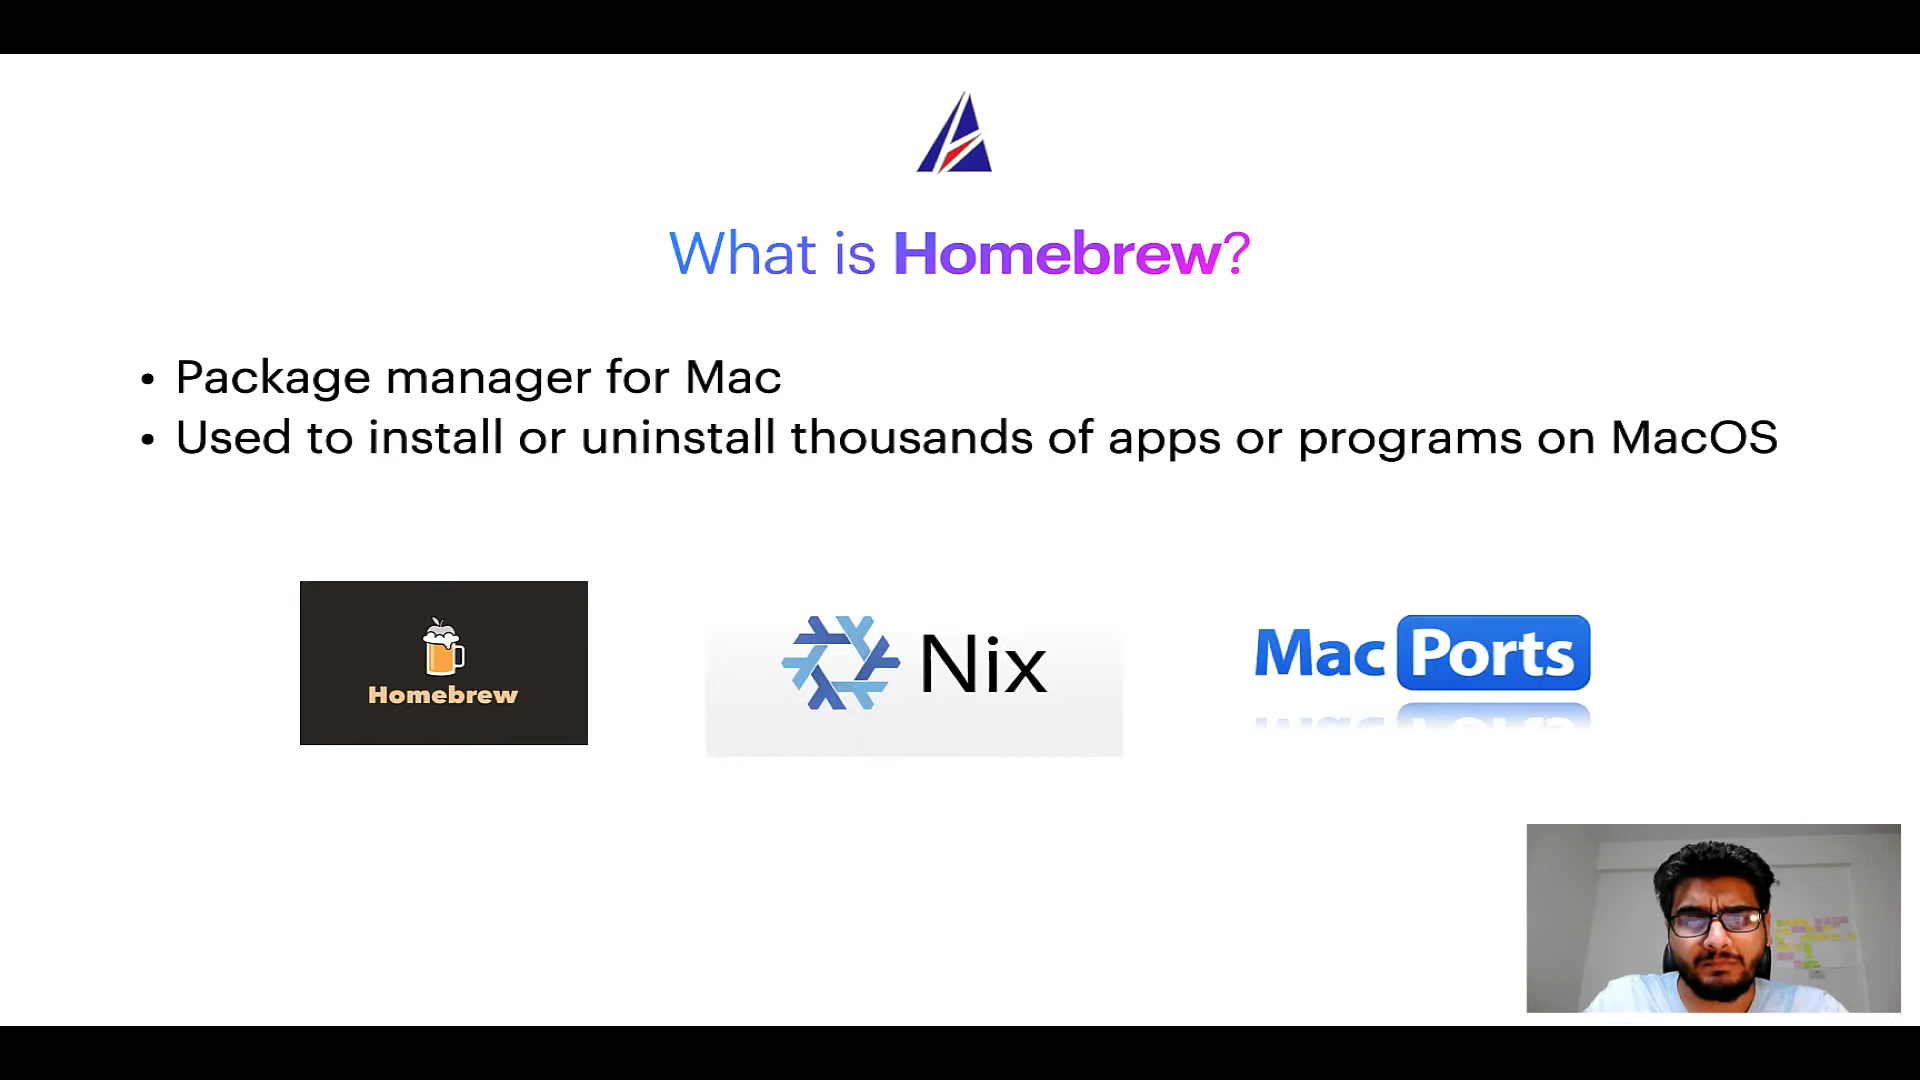 What is Homebrew?
• Package manager for Mac
• Used to install or uninstall thousands of apps or programs on MacOS
Homebrew
Nix
Mac Ports